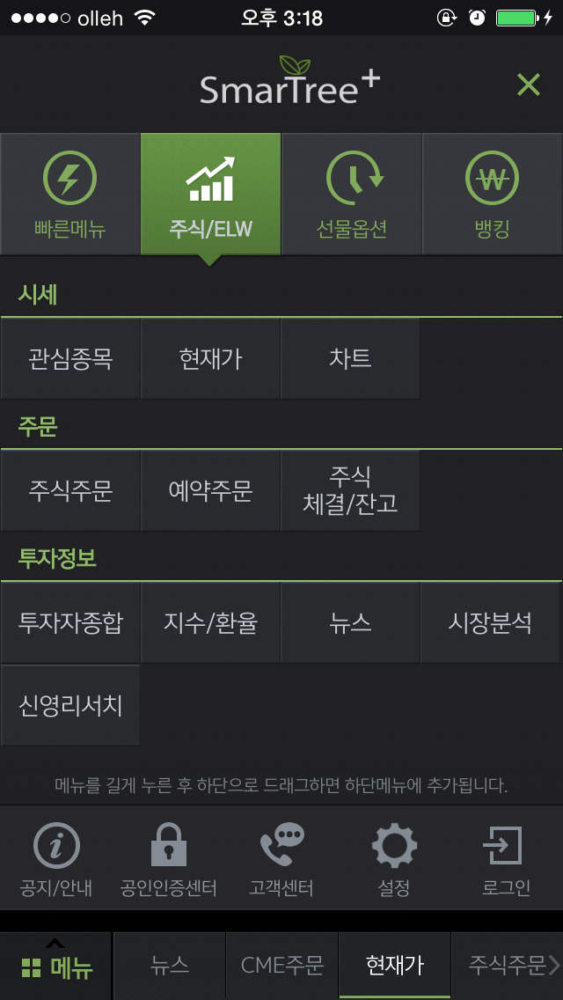 olleh 오후 3:18
SmarTree+
빠른메뉴 주식/ELW 선물옵션 뱅킹
시세
관심종목 현재가 차트
주문
주식주문 예약주문 주식
체결/잔고
투자정보
투자자종합 지수/환율 뉴스 시장분석
신영리서치
메뉴를 길게 누른 후 하단으로 드래그하면 하단메뉴에 추가됩니다.
공지/안내 공인인증센터 고객센터 설정 로그인
메뉴 뉴스 CME주문 현재가 주식주문